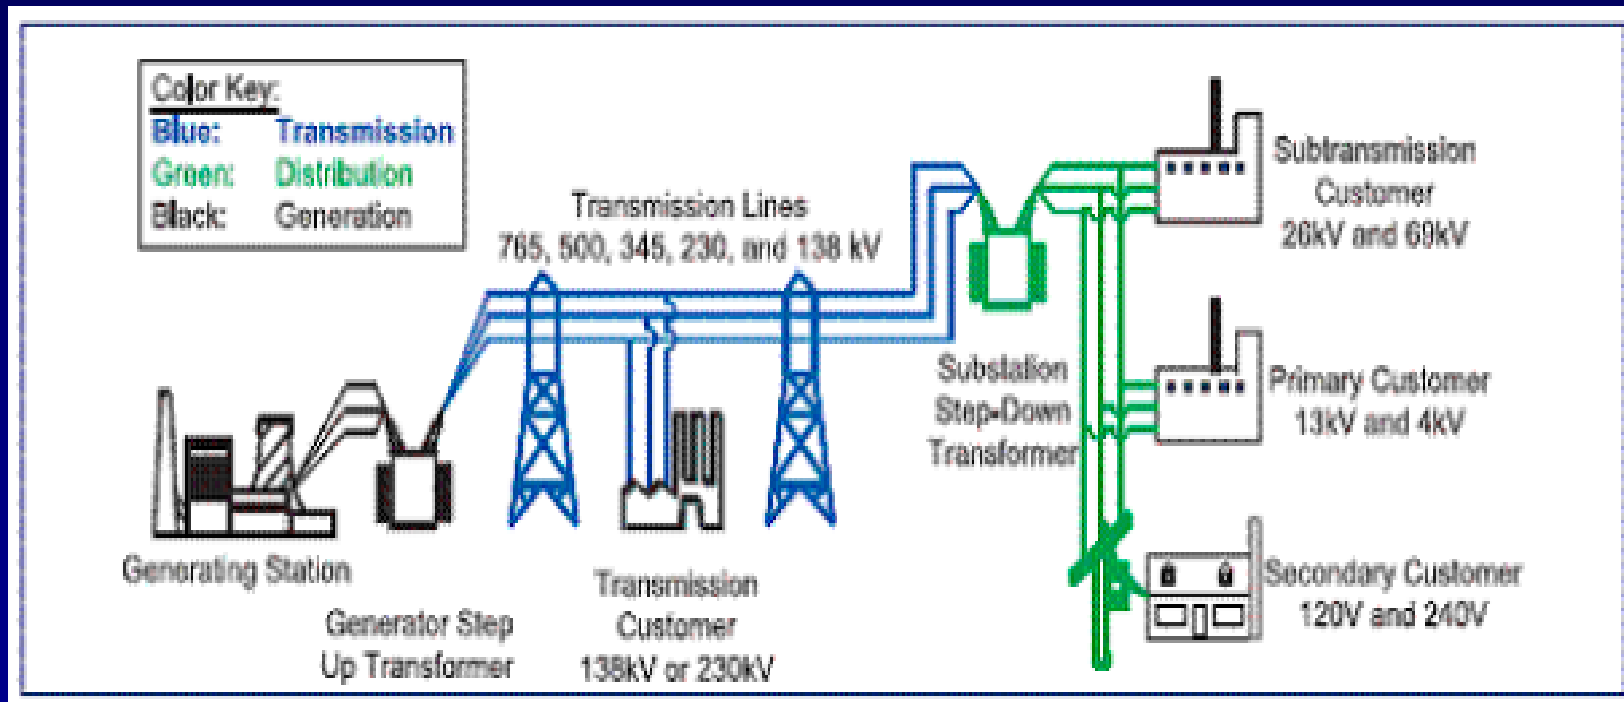 Color Key:
Blue: Transmission
Green: Distribution
Black: Generation
Transmission Lines
765, 500, 345, 230, and 138 kV
Subtransmission
Customer
26kV and 69kV
Substation
Step-Down
Transformer
Primary Customer
13kV and 4kV
Generating Station
Generator Step
Up Transformer
Transmission
Customer
138kV or 230kV
Secondary Customer
120V and 240V